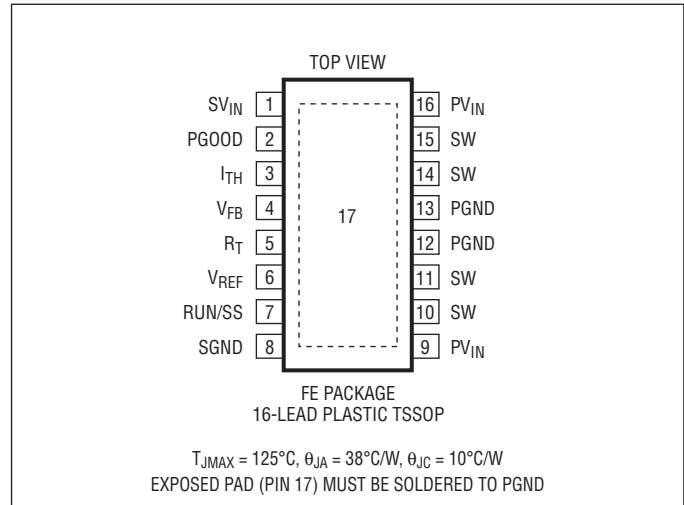 TOP VIEW
SVIN 1 16 PVIN
PGOOD 2 15 SW
ITH 3 14 SW
VFB 4 13 PGND
17
RT 5 12 PGND
VREF 6 11 SW
RUN/SS 7 10 SW
SGND 8 9 PVIN
FE PACKAGE
16-LEAD PLASTIC TSSOP
TJMAX = 125°C, θJA = 38°C/W, θJC = 10°C/W
EXPOSED PAD (PIN 17) MUST BE SOLDERED TO PGND